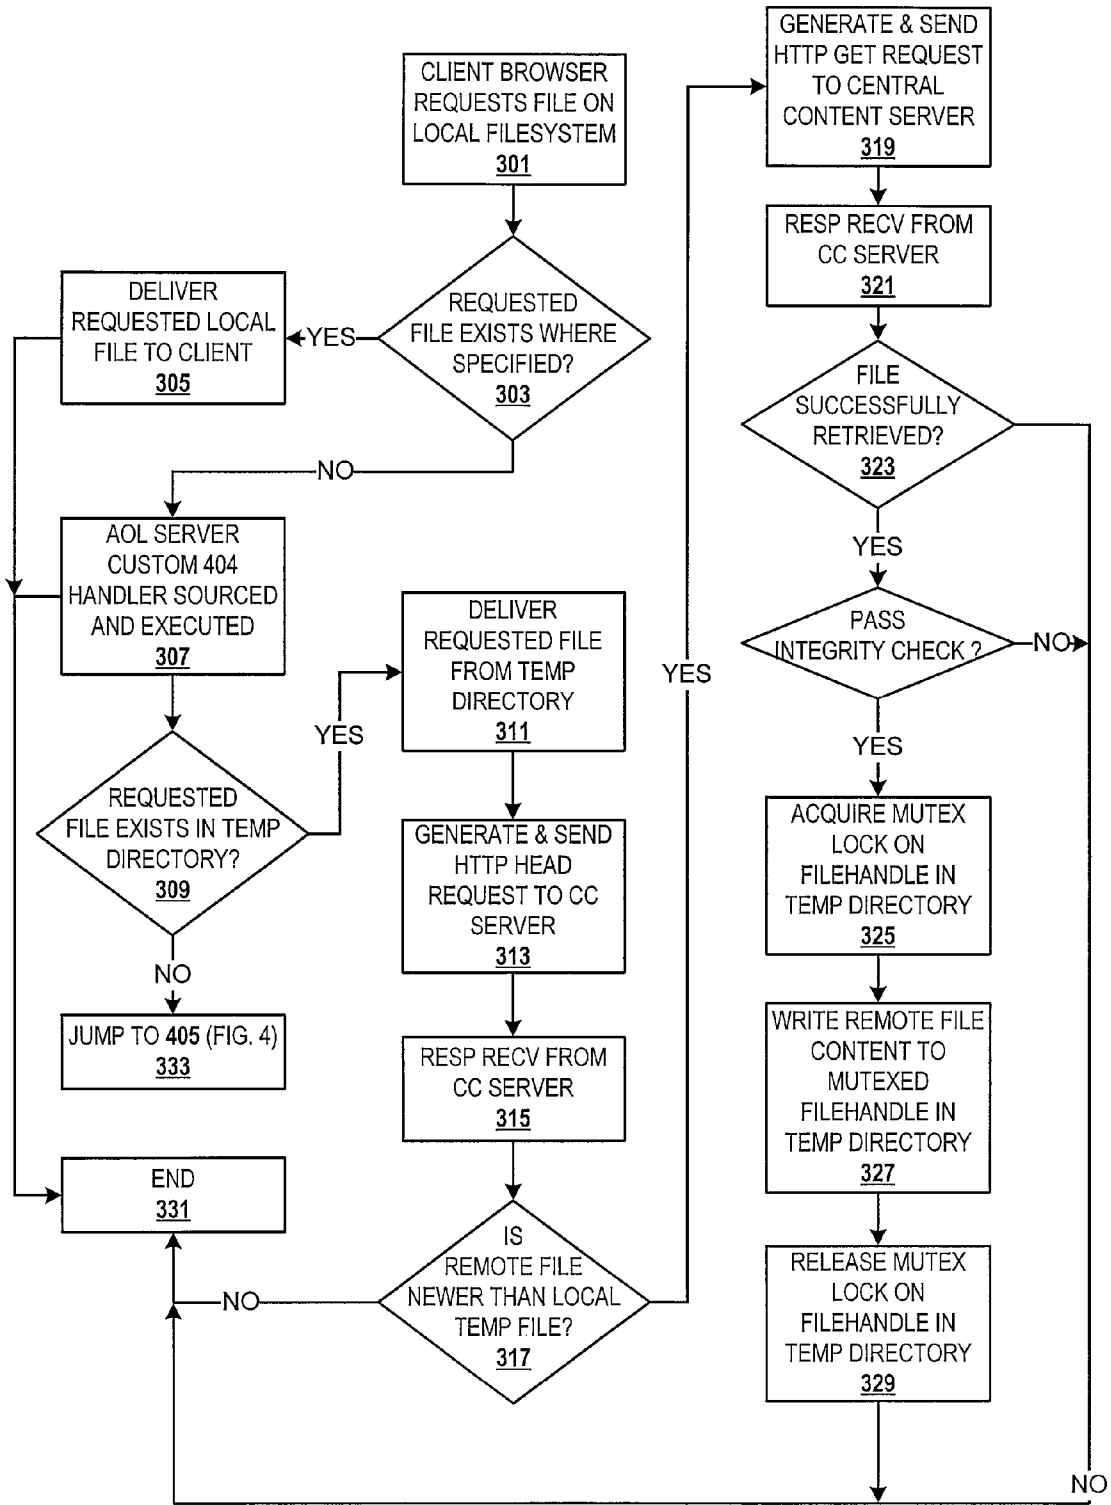 CLIENT BROWSER
REQUESTS FILE ON
LOCAL FILESYSTEM
301
REQUESTED
FILE EXISTS WHERE
SPECIFIED?
303
YES
DELIVER
REQUESTED LOCAL
FILE TO CLIENT
305
NO
AOL SERVER
CUSTOM 404
HANDLER SOURCED
AND EXECUTED
307
REQUESTED
FILE EXISTS IN TEMP
DIRECTORY?
309
NO
JUMP TO 405 (FIG. 4)
333
END
331
YES
DELIVER
REQUESTED FILE
FROM TEMP
DIRECTORY
311
GENERATE & SEND
HTTP HEAD
REQUEST TO CC
SERVER
313
RESP RECV FROM
CC SERVER
315
IS
REMOTE FILE
NEWER THAN LOCAL
TEMP FILE?
317
NO
YES
GENERATE & SEND
HTTP GET REQUEST
TO CENTRAL
CONTENT SERVER
319
RESP RECV FROM
CC SERVER
321
FILE
SUCCESSFULLY
RETRIEVED?
323
YES
PASS
INTEGRITY CHECK ?
NO
YES
ACQUIRE MUTEX
LOCK ON
FILEHANDLE IN
TEMP DIRECTORY
325
WRITE REMOTE FILE
CONTENT TO
MUTEXED
FILEHANDLE IN
TEMP DIRECTORY
327
RELEASE MUTEX
LOCK ON
FILEHANDLE IN
TEMP DIRECTORY
329
NO